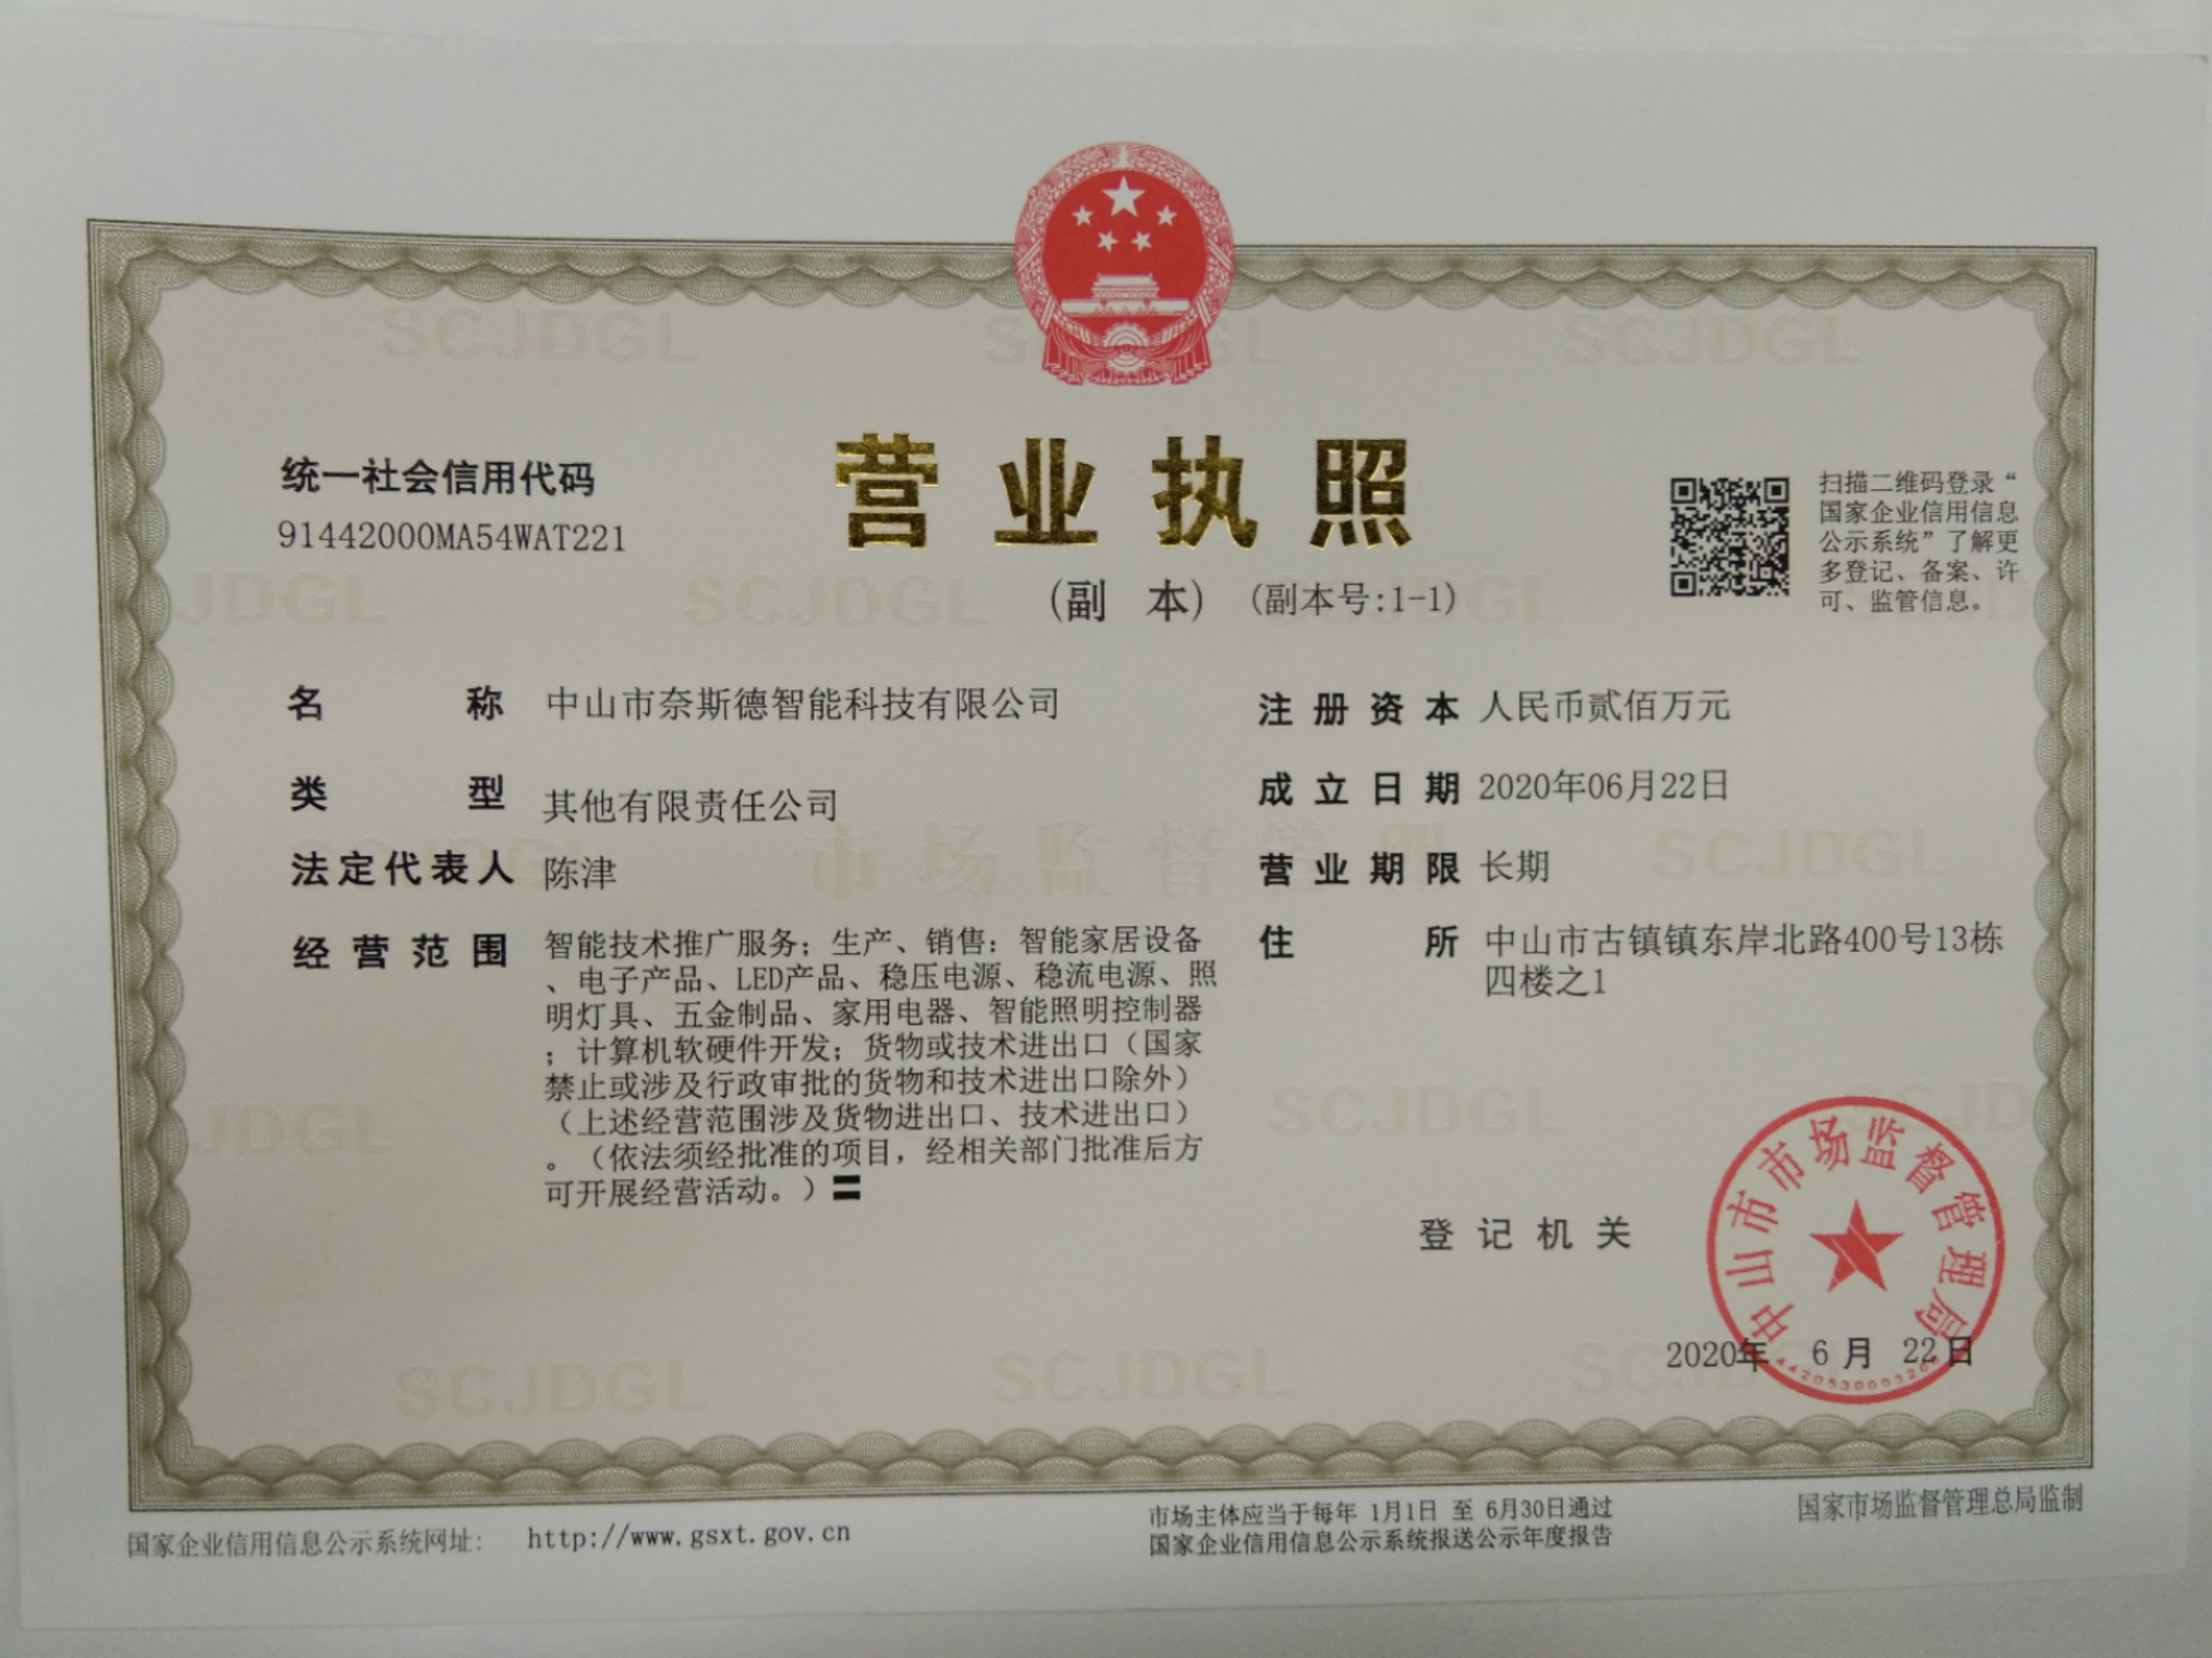 统一社会信用代码
91442000MA54WAT221
营业执照
(副 本) (副本号:1-1)
扫描二维码登录“
国家企业信用信息
公示系统”了解更
多登记、备案、许
可、监管信息。
名 称 中山市奈斯德智能科技有限公司
类 型 其他有限责任公司
法定代表人 陈津
经营范围 智能技术推广服务；生产、销售：智能家居设备
、电子产品、LED产品、稳压电源、稳流电源、照
明灯具、五金制品、家用电器、智能照明控制器
；计算机软硬件开发；货物或技术进出口（国家
禁止或涉及行政审批的货物和技术进出口除外）
（上述经营范围涉及货物进出口、技术进出口）
。（依法须经批准的项目，经相关部门批准后方
可开展经营活动。）
注册资本 人民币贰佰万元
成立日期 2020年06月22日
营业期限 长期
住 所 中山市古镇镇东岸北路400号13栋
四楼之1
登记机关
中山市市场监督管理局
2020年 6月 22日
国家企业信用信息公示系统网址: http://www.gsxt.gov.cn
市场主体应当于每年 1月1日 至 6月30日通过
国家企业信用信息公示系统报送公示年度报告
国家市场监督管理总局监制
SCJDGL
市场监督管理